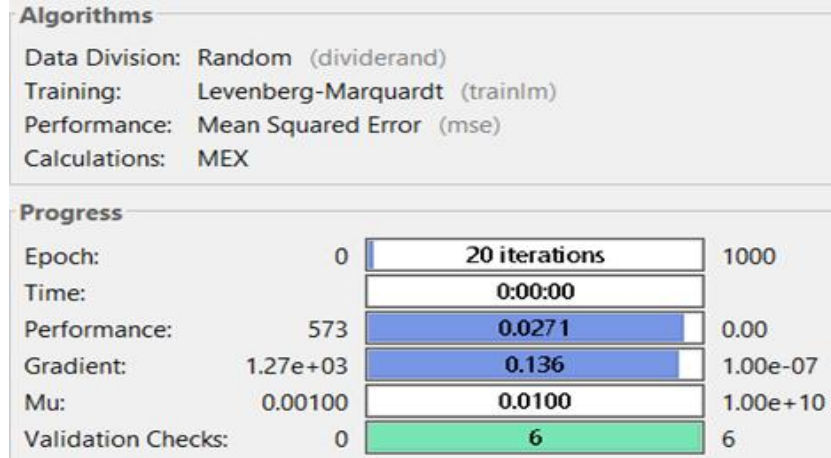 Algorithms
Data Division: Random (dividerand)
Training: Levenberg-Marquardt (trainlm)
Performance: Mean Squared Error (mse)
Calculations: MEX
Progress
Epoch: 0 20 iterations 1000
Time: 0:00:00
Performance: 573 0.0271 0.00
Gradient: 1.27e+03 0.136 1.00e-07
Mu: 0.00100 0.0100 1.00e+10
Validation Checks: 0 6 6